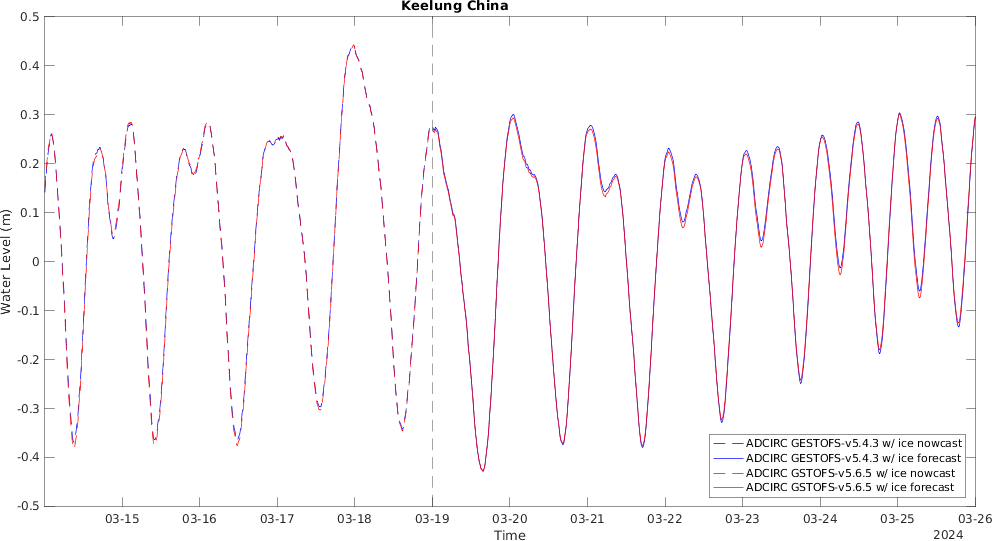 Keelung China
0.5
0.4
0.3
0.2
0.1
0
-0.1
-0.2
-0.3
-0.4
-0.5
Water Level (m)
03-15 03-16 03-17 03-18 03-19 03-20 03-21 03-22 03-23 03-24 03-25 03-26
Time
2024
ADCIRC GESTOFS-v5.4.3 w/ ice nowcast
ADCIRC GESTOFS-v5.4.3 w/ ice forecast
ADCIRC GSTOFS-v5.6.5 w/ ice nowcast
ADCIRC GSTOFS-v5.6.5 w/ ice forecast